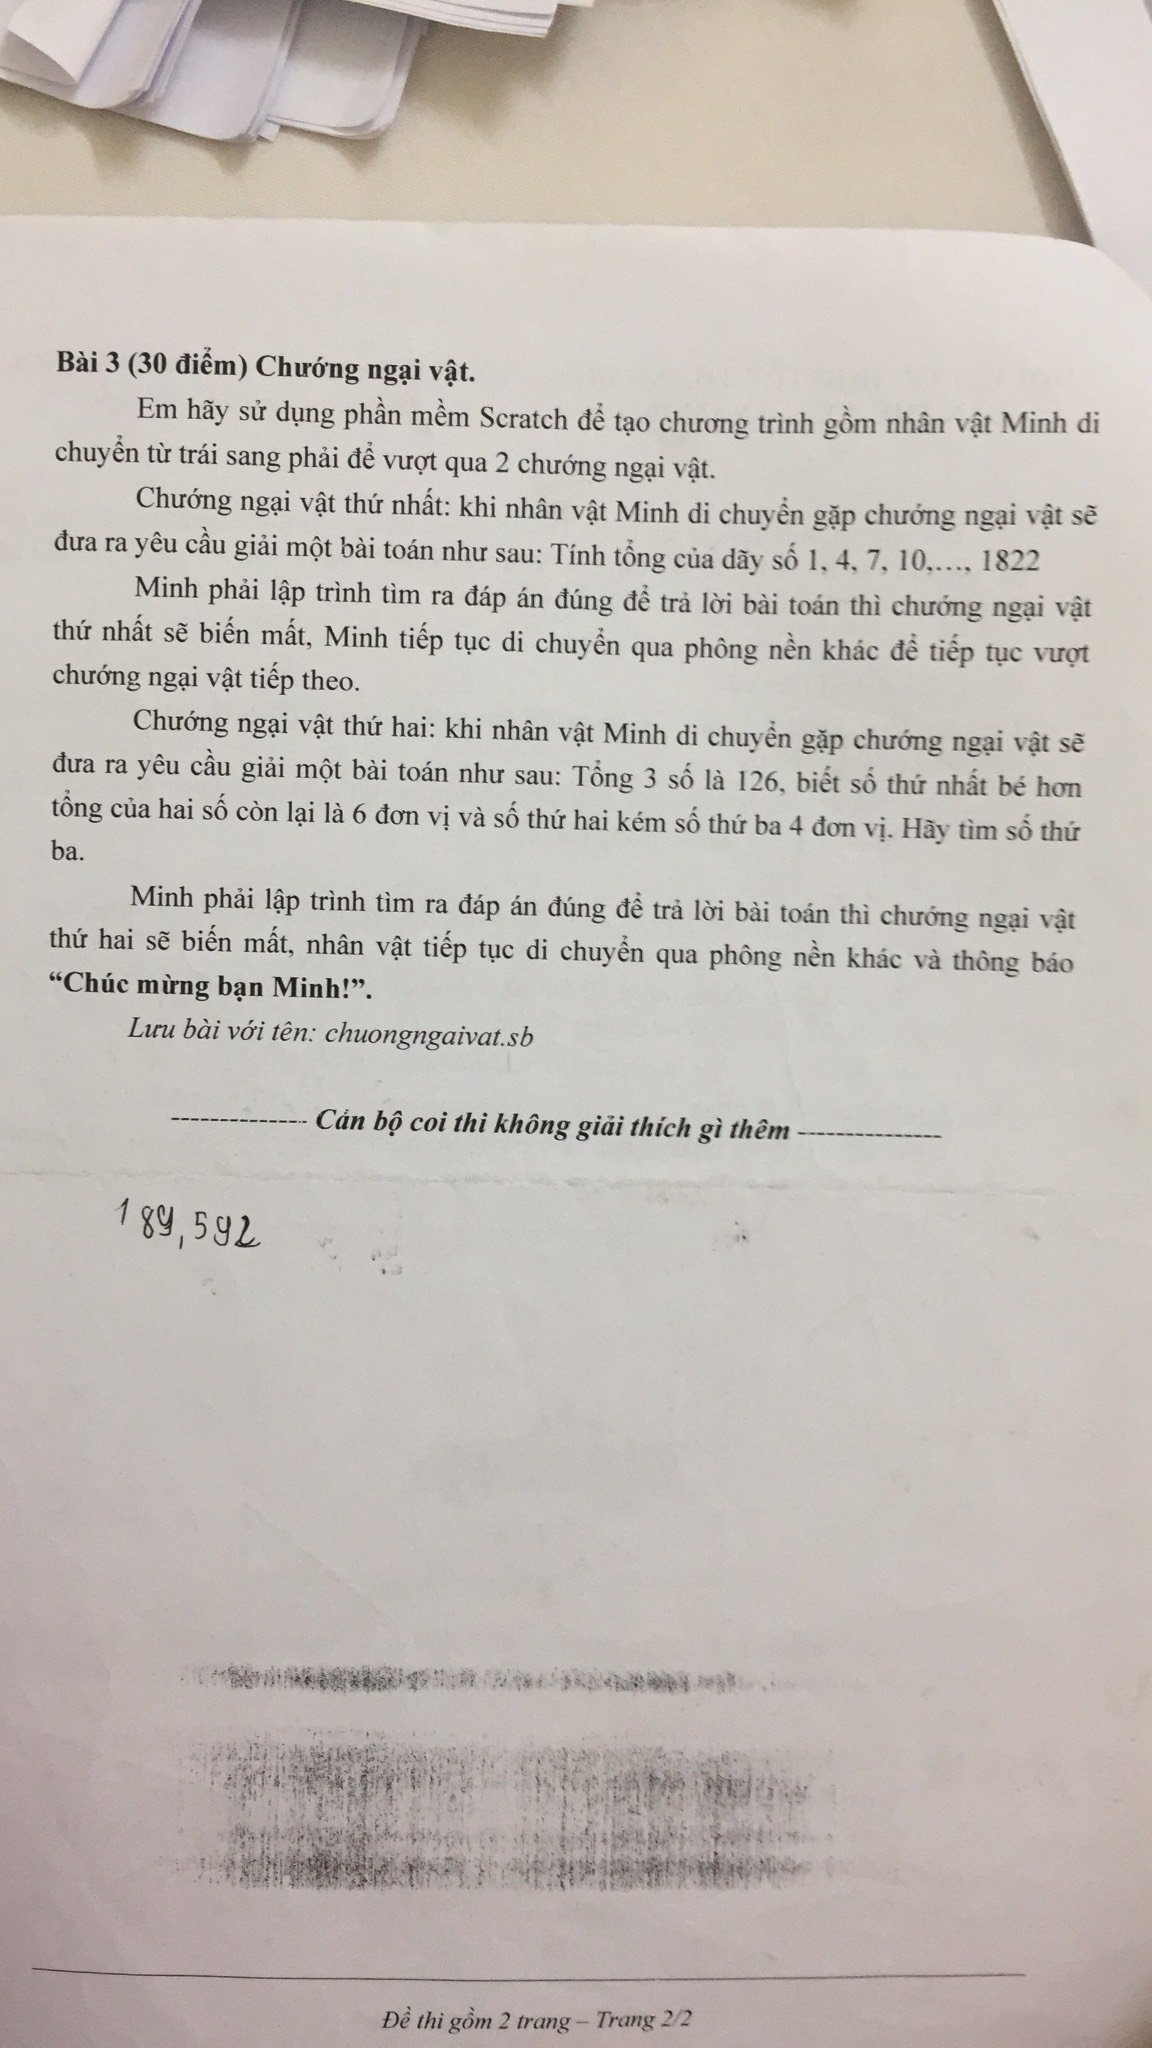 Bài 3 (30 điểm) Chướng ngại vật.
Em hãy sử dụng phần mềm Scratch để tạo chương trình gồm nhân vật Minh di
chuyển từ trái sang phải để vượt qua 2 chướng ngại vật.
Chướng ngại vật thứ nhất: khi nhân vật Minh di chuyển gặp chướng ngại vật sẽ
đưa ra yêu cầu giải một bài toán như sau: Tính tổng của dãy số 1, 4, 7, 10,…, 1822
Minh phải lập trình tìm ra đáp án đúng để trả lời bài toán thì chướng ngại vật
thứ nhất sẽ biến mất, Minh tiếp tục di chuyển qua phông nền khác để tiếp tục vượt
chướng ngại vật tiếp theo.
Chướng ngại vật thứ hai: khi nhân vật Minh di chuyển gặp chướng ngại vật sẽ
đưa ra yêu cầu giải một bài toán như sau: Tổng 3 số là 126, biết số thứ nhất bé hơn
tổng của hai số còn lại là 6 đơn vị và số thứ hai kém số thứ ba 4 đơn vị. Hãy tìm số thứ
ba.
Minh phải lập trình tìm ra đáp án đúng để trả lời bài toán thì chướng ngại vật
thứ hai sẽ biến mất, nhân vật tiếp tục di chuyển qua phông nền khác và thông báo
“Chúc mừng bạn Minh!”.
Lưu bài với tên: chuongngaivat.sb
-------------- Cán bộ coi thi không giải thích gì thêm ---------------
189,592
Đề thi gồm 2 trang – Trang 2/2